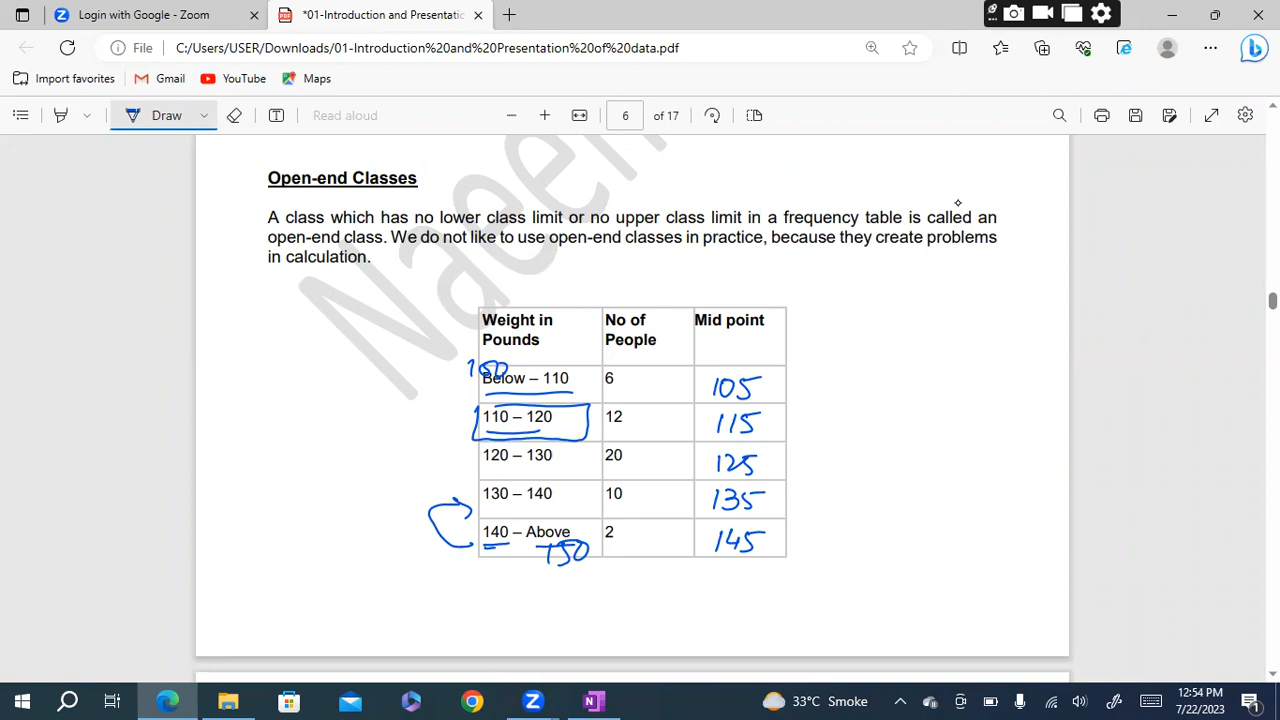 Login with Google - Zoom
*01-Introduction and Presentatic
File
C:/Users/USER/Downloads/01-Introduction%20and%20Presentation%20of%20data.pdf
Import favorites
Gmail
YouTube
Maps
Draw
Read aloud
6
of 17
Open-end Classes
A class which has no lower class limit or no upper class limit in a frequency table is called an
open-end class. We do not like to use open-end classes in practice, because they create problems
in calculation.
Naeen
Weight in Pounds
No of People
Mid point
100
Below – 110
6
105
110 – 120
12
115
120 – 130
20
125
130 – 140
10
135
140 – Above
2
145
150
33°C Smoke
12:54 PM
7/22/2023
1